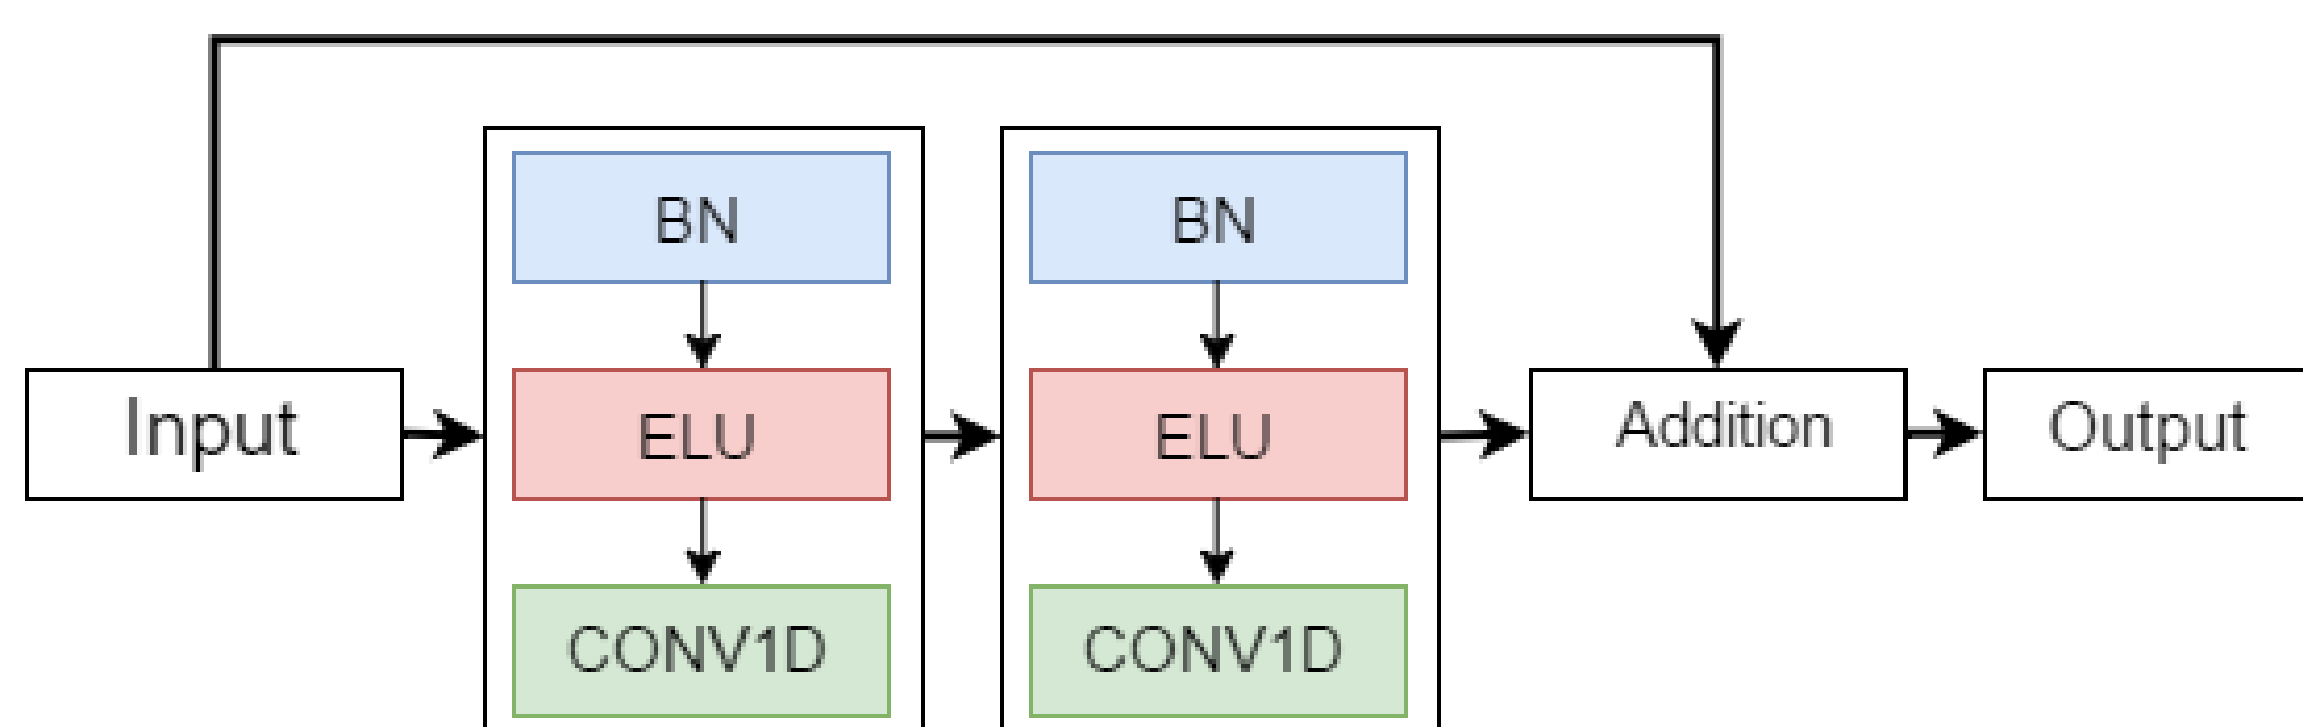 BN
BN
Input
ELU
ELU
Addition
Output
CONV1D
CONV1D